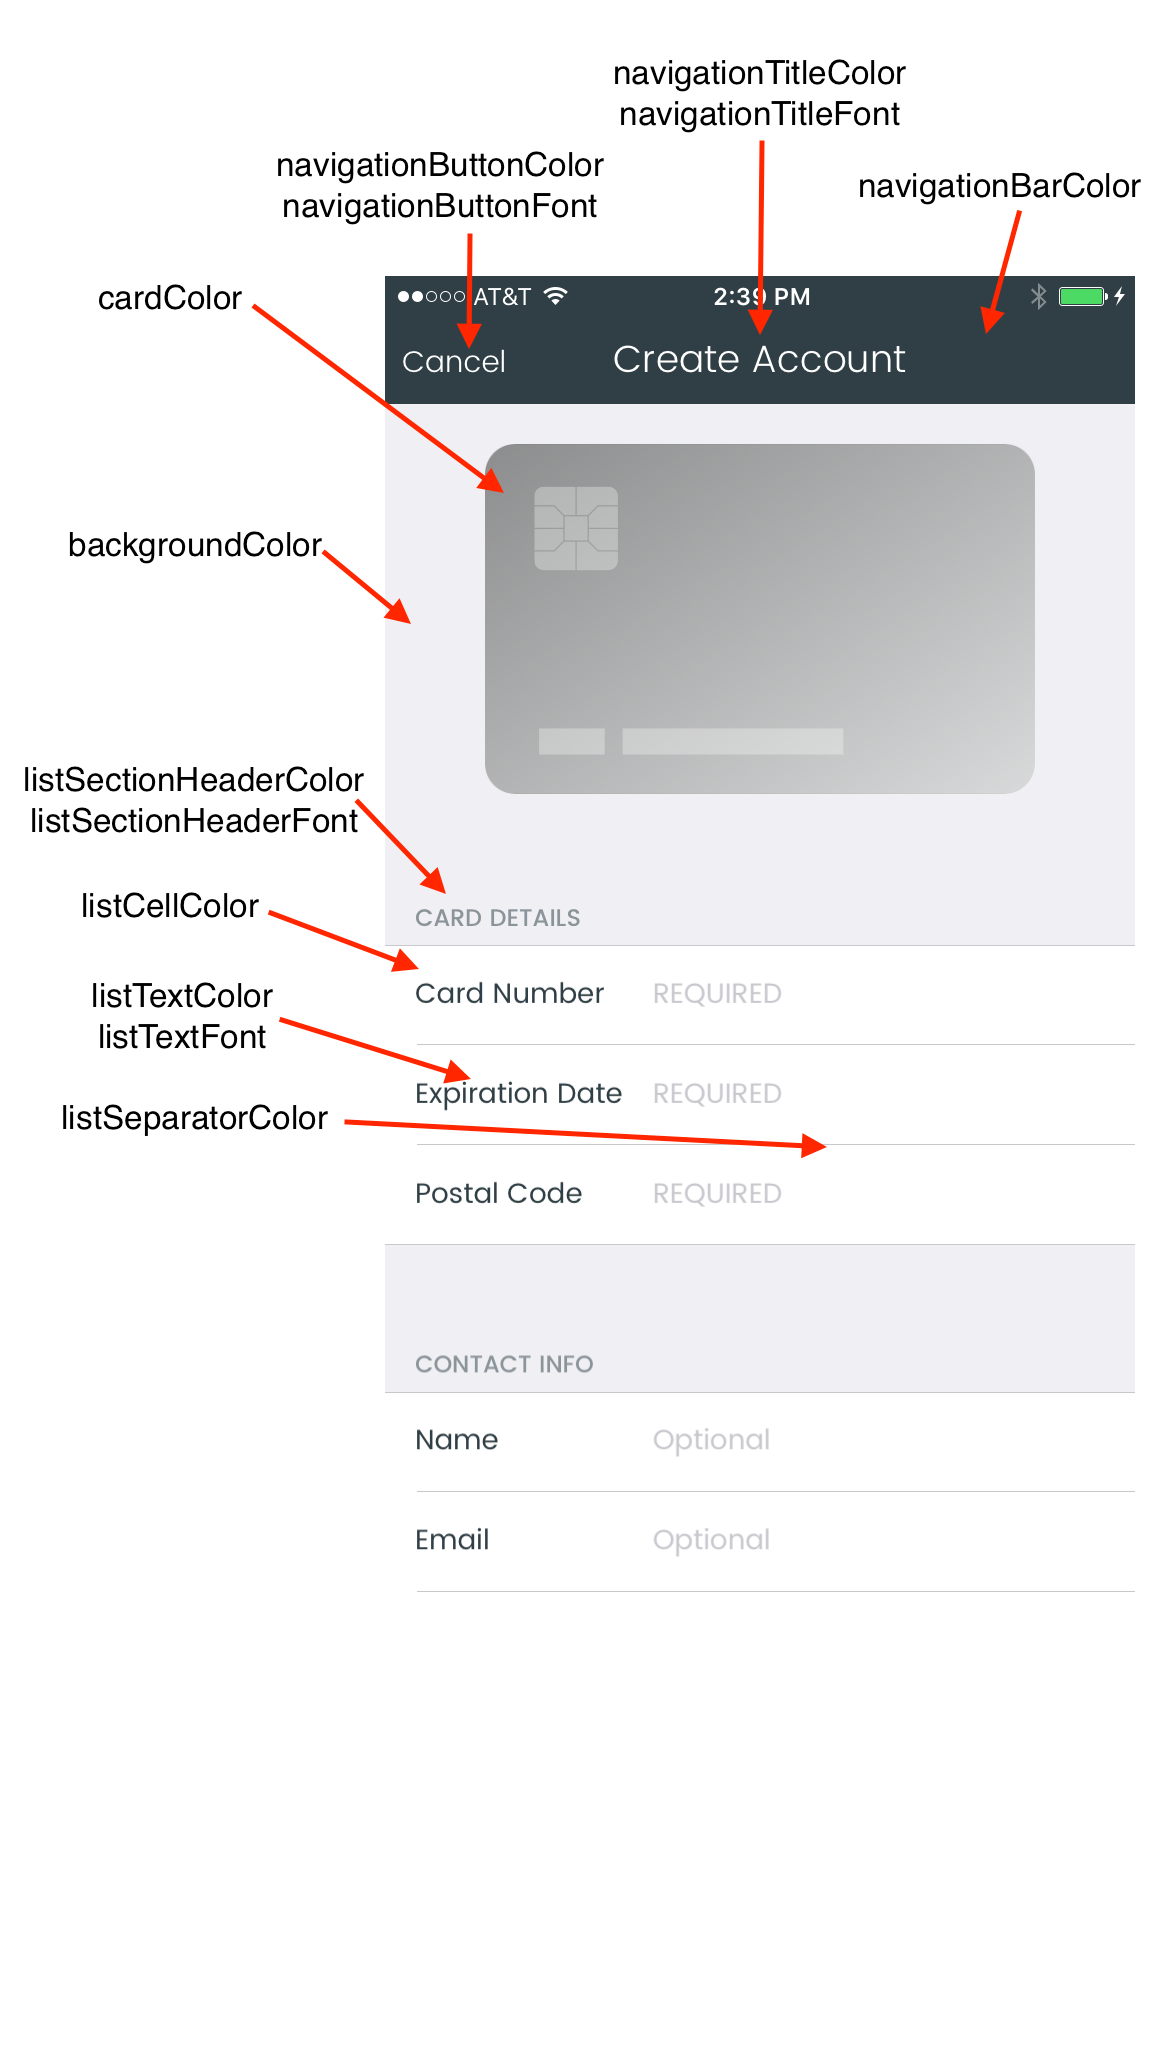 navigationTitleColor
navigationTitleFont
navigationButtonColor
navigationButtonFont
navigationBarColor
cardColor
AT&T 2:39 PM
Cancel Create Account
backgroundColor
listSectionHeaderColor
listSectionHeaderFont
CARD DETAILS
listCellColor
Card Number REQUIRED
listTextColor
listTextFont
Expiration Date REQUIRED
listSeparatorColor
Postal Code REQUIRED
CONTACT INFO
Name Optional
Email Optional